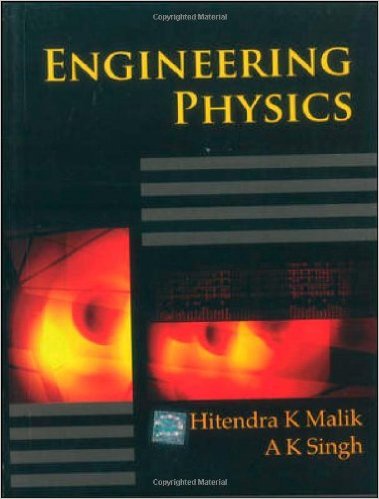 Copyrighted Material
ENGINEERING
PHYSICS
Hitendra K Malik
A K Singh
Copyrighted Material